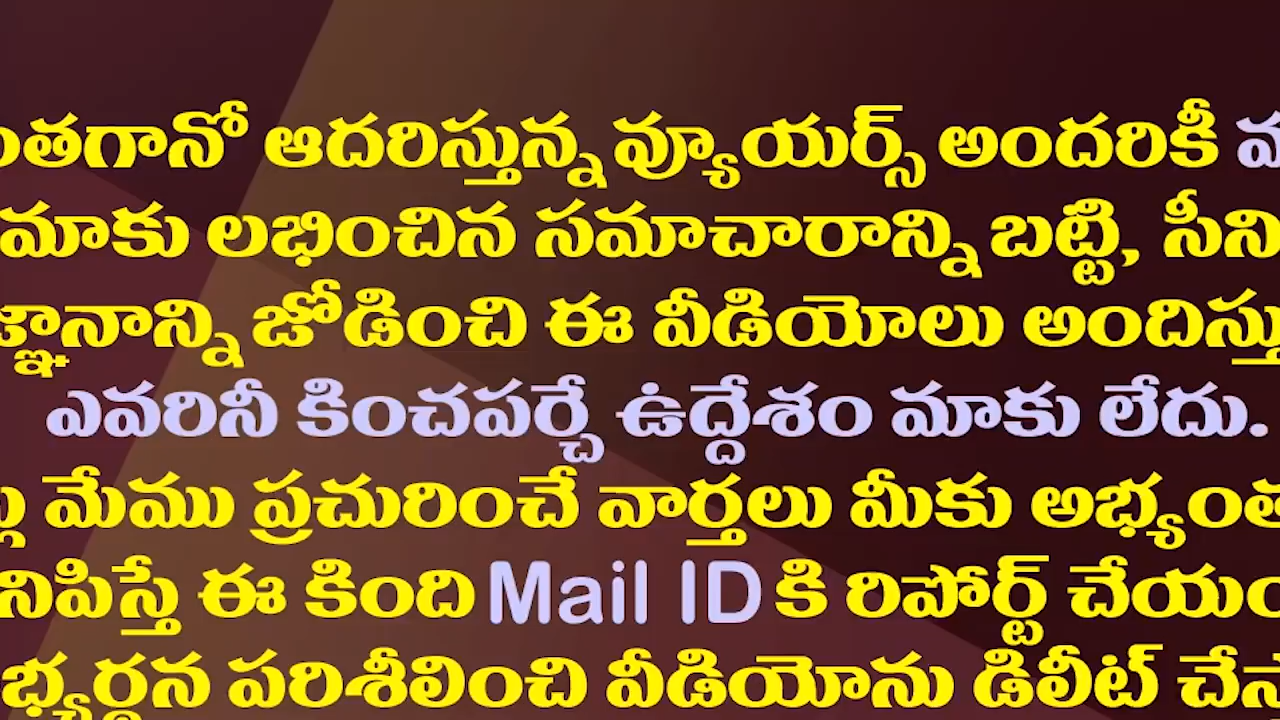 ంతగానో ఆదరిస్తున్న వ్యూయర్స్ అందరికీ
మాకు లభించిన సమాచారాన్ని బట్టి, సీని
జ్ఞానాన్ని జోడించి ఈ వీడియోలు అందిస్తు
ఎవరినీ కించపర్చే ఉద్దేశం మాకు లేదు.
మేము ప్రచురించే వార్తలు మీకు అభ్యంత
నిపిస్తే ఈ కింది Mail ID కి రిపోర్ట్ చేయం
భ్యర్థన పరిశీలించి వీడియోను డిలీట్ చేసే